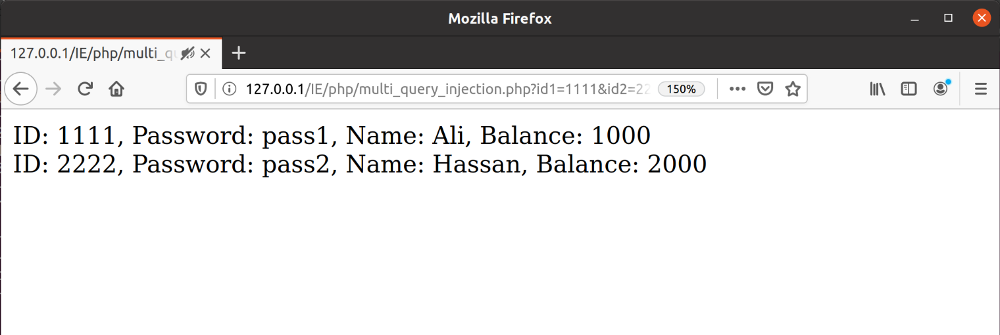 Mozilla Firefox
127.0.0.1/IE/php/multi_q
127.0.0.1/IE/php/multi_query_injection.php?id1=1111&id2=22
150%
ID: 1111, Password: pass1, Name: Ali, Balance: 1000
ID: 2222, Password: pass2, Name: Hassan, Balance: 2000